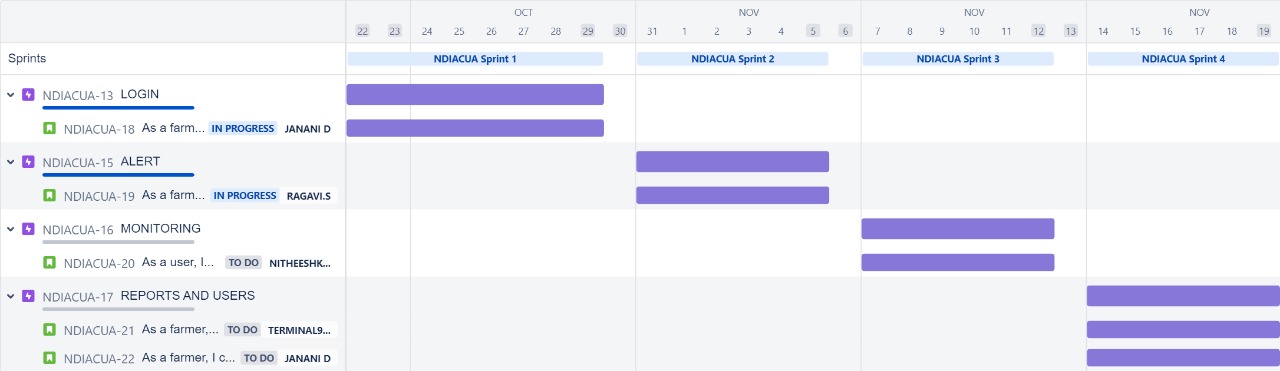 OCT NOV NOV NOV
22 23 24 25 26 27 28 29 30 31 1 2 3 4 5 6 7 8 9 10 11 12 13 14 15 16 17 18 19
Sprints NDIACUA Sprint 1 NDIACUA Sprint 2 NDIACUA Sprint 3 NDIACUA Sprint 4
NDIACUA-13 LOGIN
NDIACUA-18 As a farm... IN PROGRESS JANANI D
NDIACUA-15 ALERT
NDIACUA-19 As a farm... IN PROGRESS RAGAVI.S
NDIACUA-16 MONITORING
NDIACUA-20 As a user, I... TO DO NITHEESHK...
NDIACUA-17 REPORTS AND USERS
NDIACUA-21 As a farmer,... TO DO TERMINAL9...
NDIACUA-22 As a farmer, I c... TO DO JANANI D